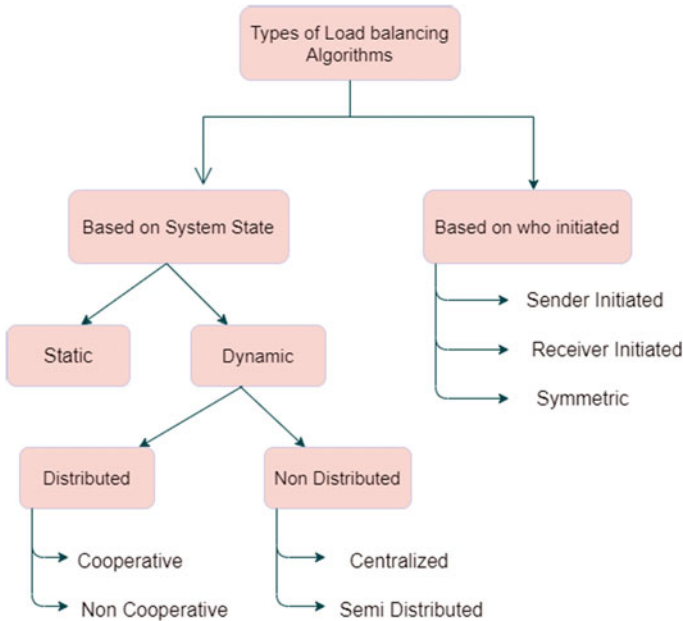 Types of Load balancing
Algorithms
Based on System State
Based on who initiated
Sender Initiated
Receiver Initiated
Symmetric
Static
Dynamic
Distributed
Non Distributed
Cooperative
Non Cooperative
Centralized
Semi Distributed